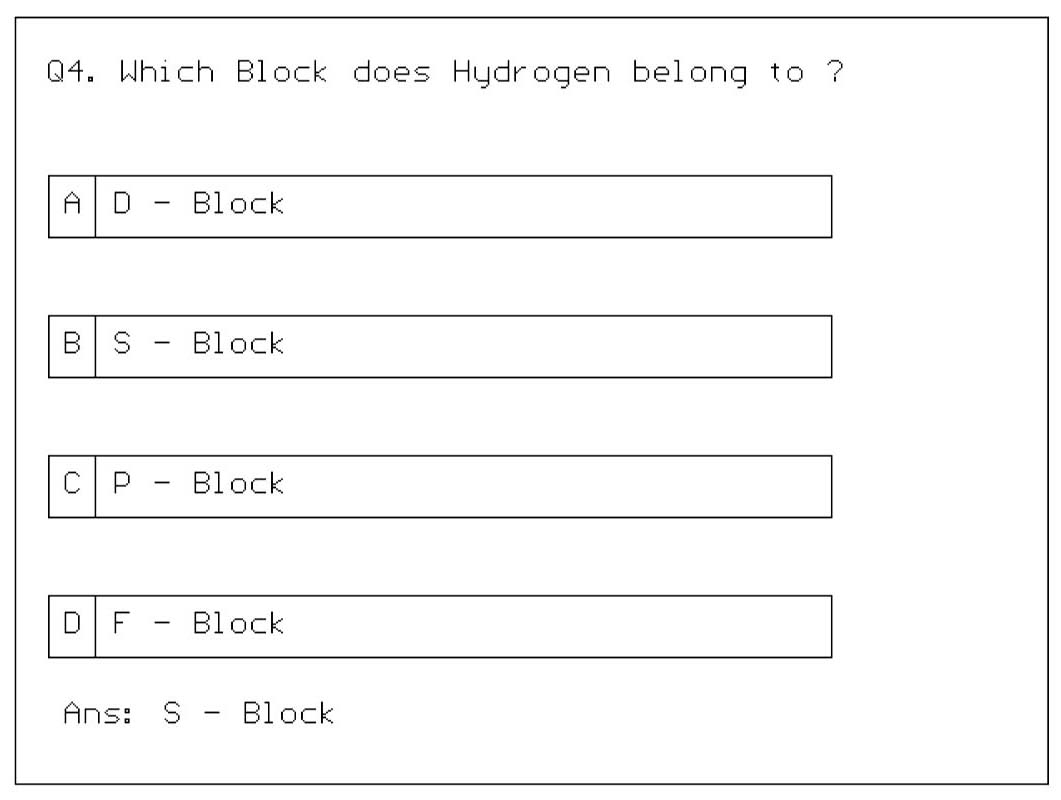 Q4. Which Block does Hydrogen belong to ?
A D - Block
B S - Block
C P - Block
D F - Block
Ans: S - Block